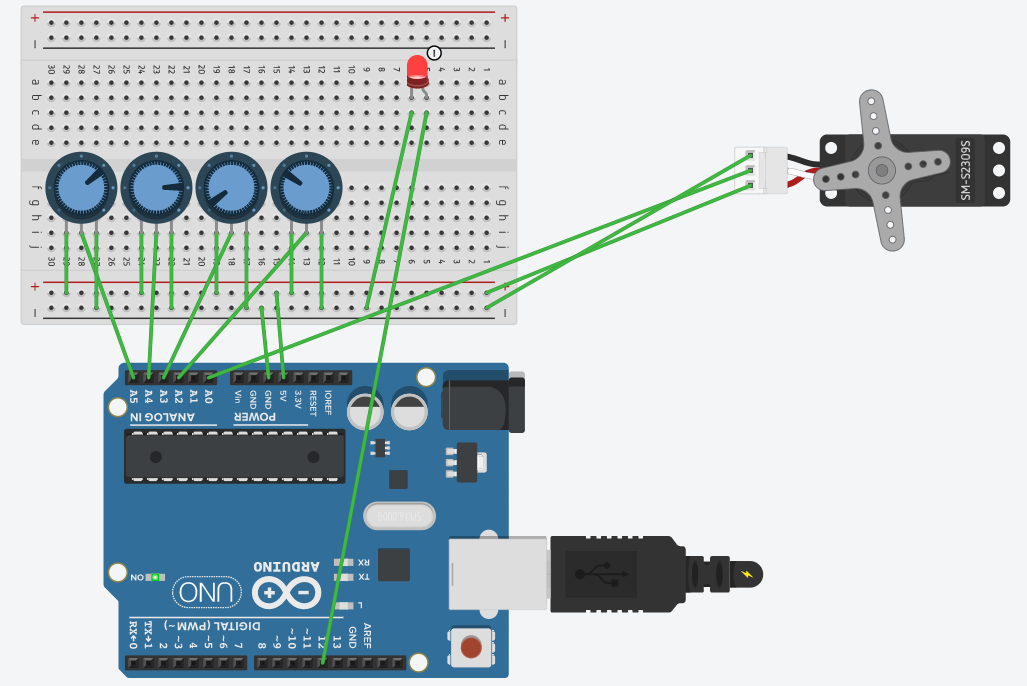 + +
− −
30 29 28 27 26 25 24 23 22 21 20 19 18 17 16 15 14 13 12 11 10 9 8 7 4 3 2 1
a a
b b
c c
d d
e e
f f
g g
h h
i i
j j
30 29 28 27 26 25 24 23 22 21 20 19 18 17 16 15 14 13 12 11 10 9 8 7 6 5 4 3 2 1
+ +
− −
!
SM-S2309S
A5 A4 A3 A2 A1 A0
Vin GND GND 5V 3.3V RESET IOREF
ANALOG IN
POWER
ARDUINO
UNO
ON
RX
TX
L
DIGITAL (PWM~)
RX←0 TX→1 2 ~3 4 ~5 ~6 7
8 ~9 ~10 ~11 12 13 GND AREF